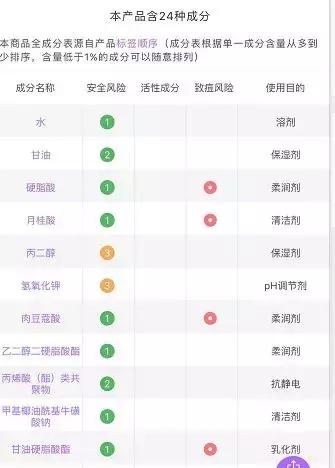 本产品含24种成分
本商品全成分表源自产品标签顺序（成分表根据单一成分含量从多到
少排序，含量低于1%的成分可以随意排列）
成分名称 安全风险 活性成分 致痘风险 使用目的
水 1 溶剂
甘油 2 保湿剂
硬脂酸 1 柔润剂
月桂酸 1 清洁剂
丙二醇 3 保湿剂
氢氧化钾 3 pH调节剂
肉豆蔻酸 1 柔润剂
乙二醇二硬脂酸酯 1 柔润剂
丙烯酸（酯）类共
聚物 2 抗静电
甲基椰油酰基牛磺
酸钠 1 清洁剂
甘油硬脂酸酯 1 乳化剂